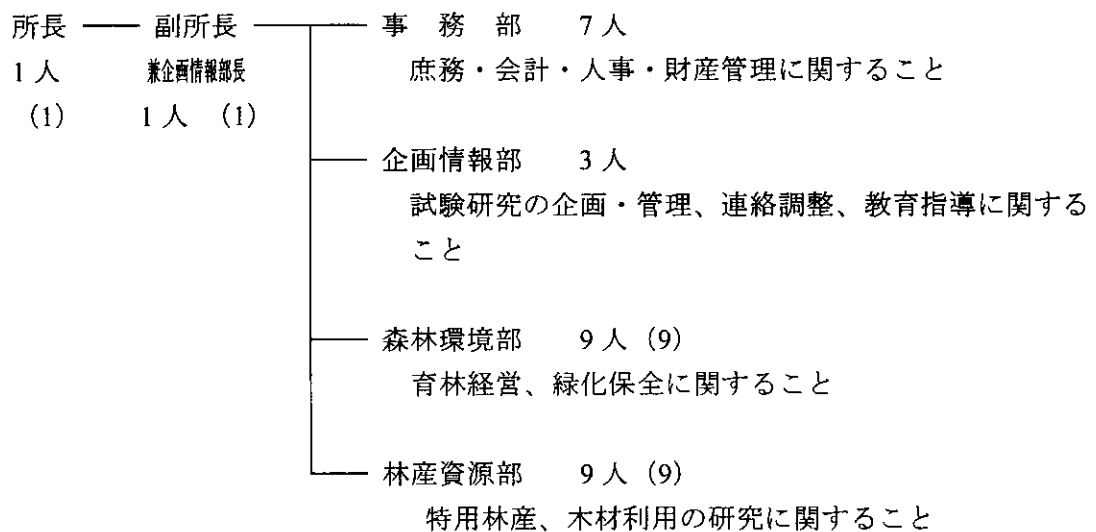 所長 副所長 事務部 7人
1人 兼企画情報部長 庶務・会計・人事・財産管理に関すること
(1) 1人 (1)
企画情報部 3人
試験研究の企画・管理、連絡調整、教育指導に関する
こと
森林環境部 9人 (9)
育林経営、緑化保全に関すること
林産資源部 9人 (9)
特用林産、木材利用の研究に関すること